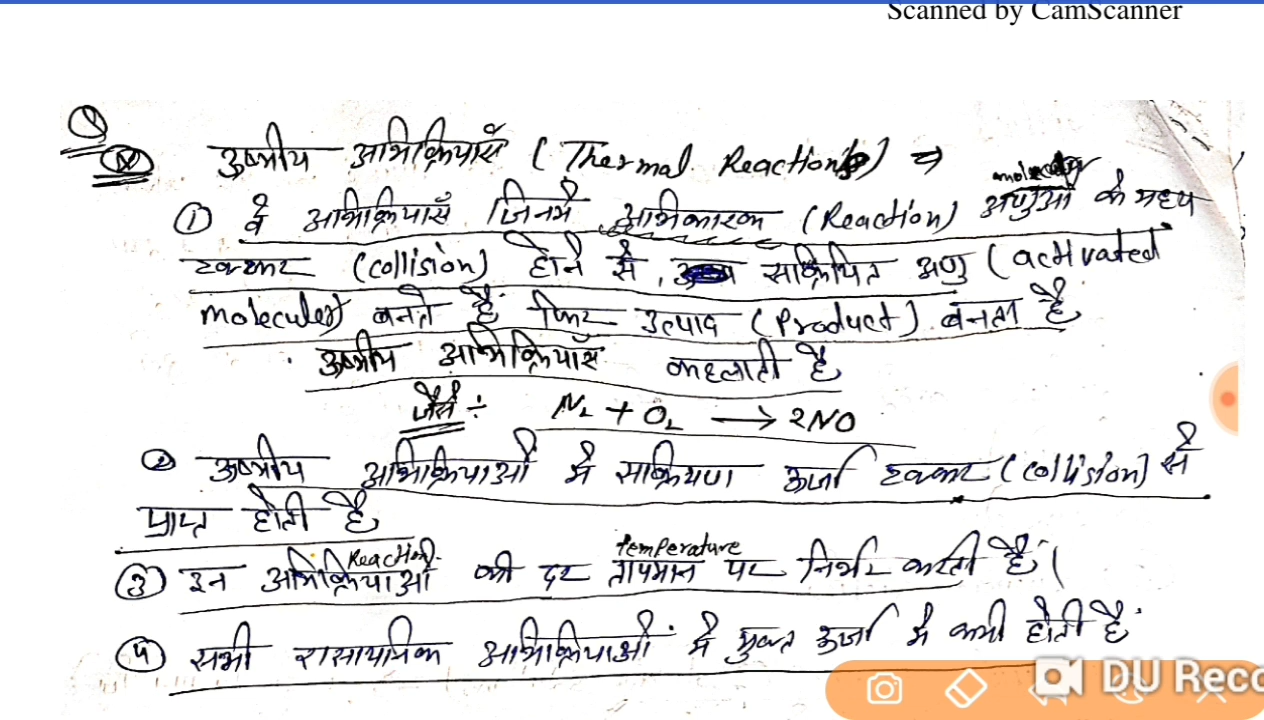 Scanned by CamScanner
ऊष्मीय अभिक्रियाएँ (Thermal Reaction) ⇒
① वे अभिक्रियाएँ जिनमे अभिकारक (Reaction) अणुओं के मध्य
टक्कर (collision) होने से, सक्रियित अणु (activated
molecules) बनते हैं फिर उत्पाद (Product) बनता है
ऊष्मीय अभिक्रियाएँ कहलाती है
जैसे ÷ N₂ + O₂ ⟶ 2NO
② ऊष्मीय अभिक्रियाओं मे सक्रियण ऊर्जा टक्कर (collision) से
प्राप्त होती है
Reaction temperature
③ इन अभिक्रियाओं की दर तापमान पर निर्भर करती है।
④ सभी रासायनिक अभिक्रियाओं में मुक्त ऊर्जा मे कमी होती है
DU Reco